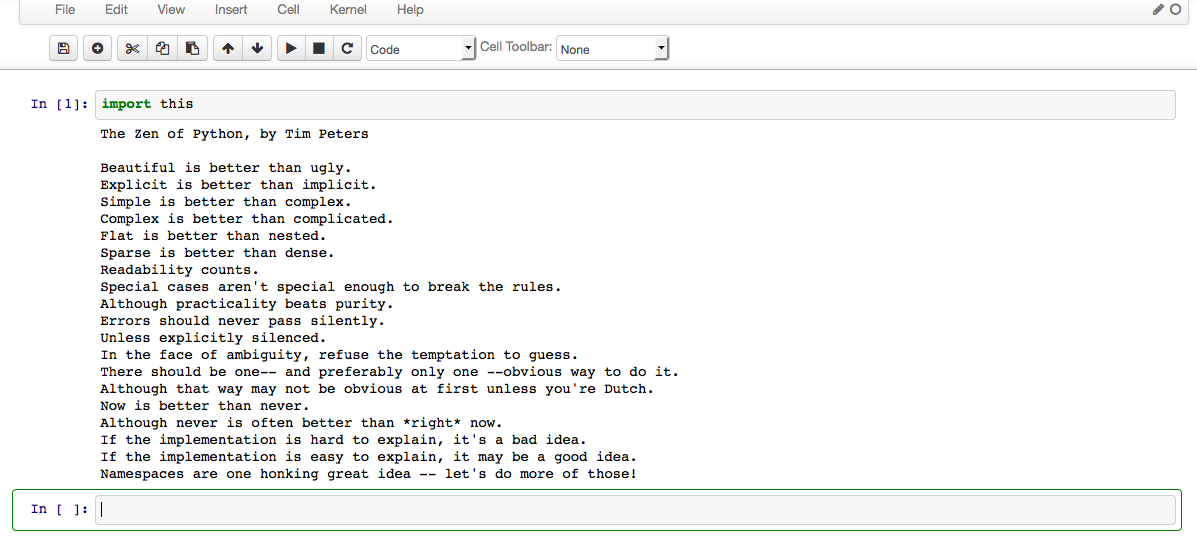 File Edit View Insert Cell Kernel Help
Code Cell Toolbar: None
In [1]: import this
The Zen of Python, by Tim Peters
Beautiful is better than ugly.
Explicit is better than implicit.
Simple is better than complex.
Complex is better than complicated.
Flat is better than nested.
Sparse is better than dense.
Readability counts.
Special cases aren't special enough to break the rules.
Although practicality beats purity.
Errors should never pass silently.
Unless explicitly silenced.
In the face of ambiguity, refuse the temptation to guess.
There should be one-- and preferably only one --obvious way to do it.
Although that way may not be obvious at first unless you're Dutch.
Now is better than never.
Although never is often better than *right* now.
If the implementation is hard to explain, it's a bad idea.
If the implementation is easy to explain, it may be a good idea.
Namespaces are one honking great idea -- let's do more of those!
In [ ]: